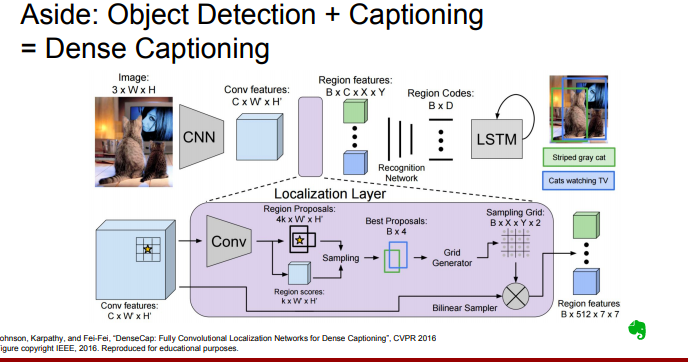 Aside: Object Detection + Captioning
= Dense Captioning
Image:
3 x W x H
Conv features:
C x W' x H'
Region features:
B x C x X x Y
Region Codes:
B x D
CNN
LSTM
Recognition
Network
Striped gray cat
Cats watching TV
Localization Layer
Region Proposals:
4k x W' x H'
Conv
Region scores:
k x W' x H'
Sampling
Best Proposals:
B x 4
Grid
Generator
Sampling Grid:
B x X x Y x 2
Bilinear Sampler
Conv features:
C x W' x H'
Region features
B x 512 x 7 x 7
ohnson, Karpathy, and Fei-Fei, "DenseCap: Fully Convolutional Localization Networks for Dense Captioning", CVPR 2016
igure copyright IEEE, 2016. Reproduced for educational purposes.